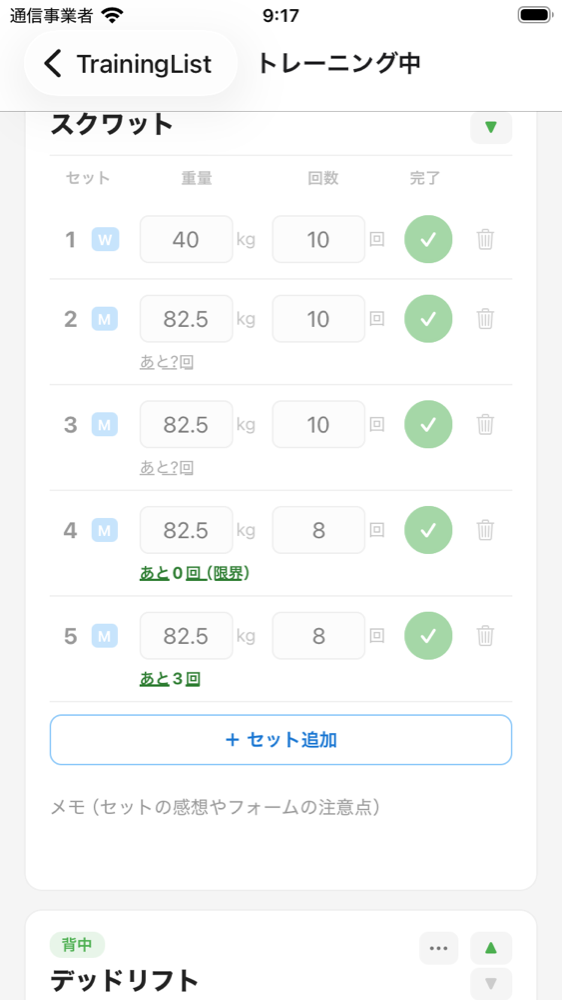 通信事業者 9:17
TrainingList トレーニング中
スクワット
セット 重量 回数 完了
1 W 40 kg 10 回
2 M 82.5 kg 10 回
あと?回
3 M 82.5 kg 10 回
あと?回
4 M 82.5 kg 8 回
あと0回(限界)
5 M 82.5 kg 8 回
あと3回
+ セット追加
メモ(セットの感想やフォームの注意点)
背中
デッドリフト